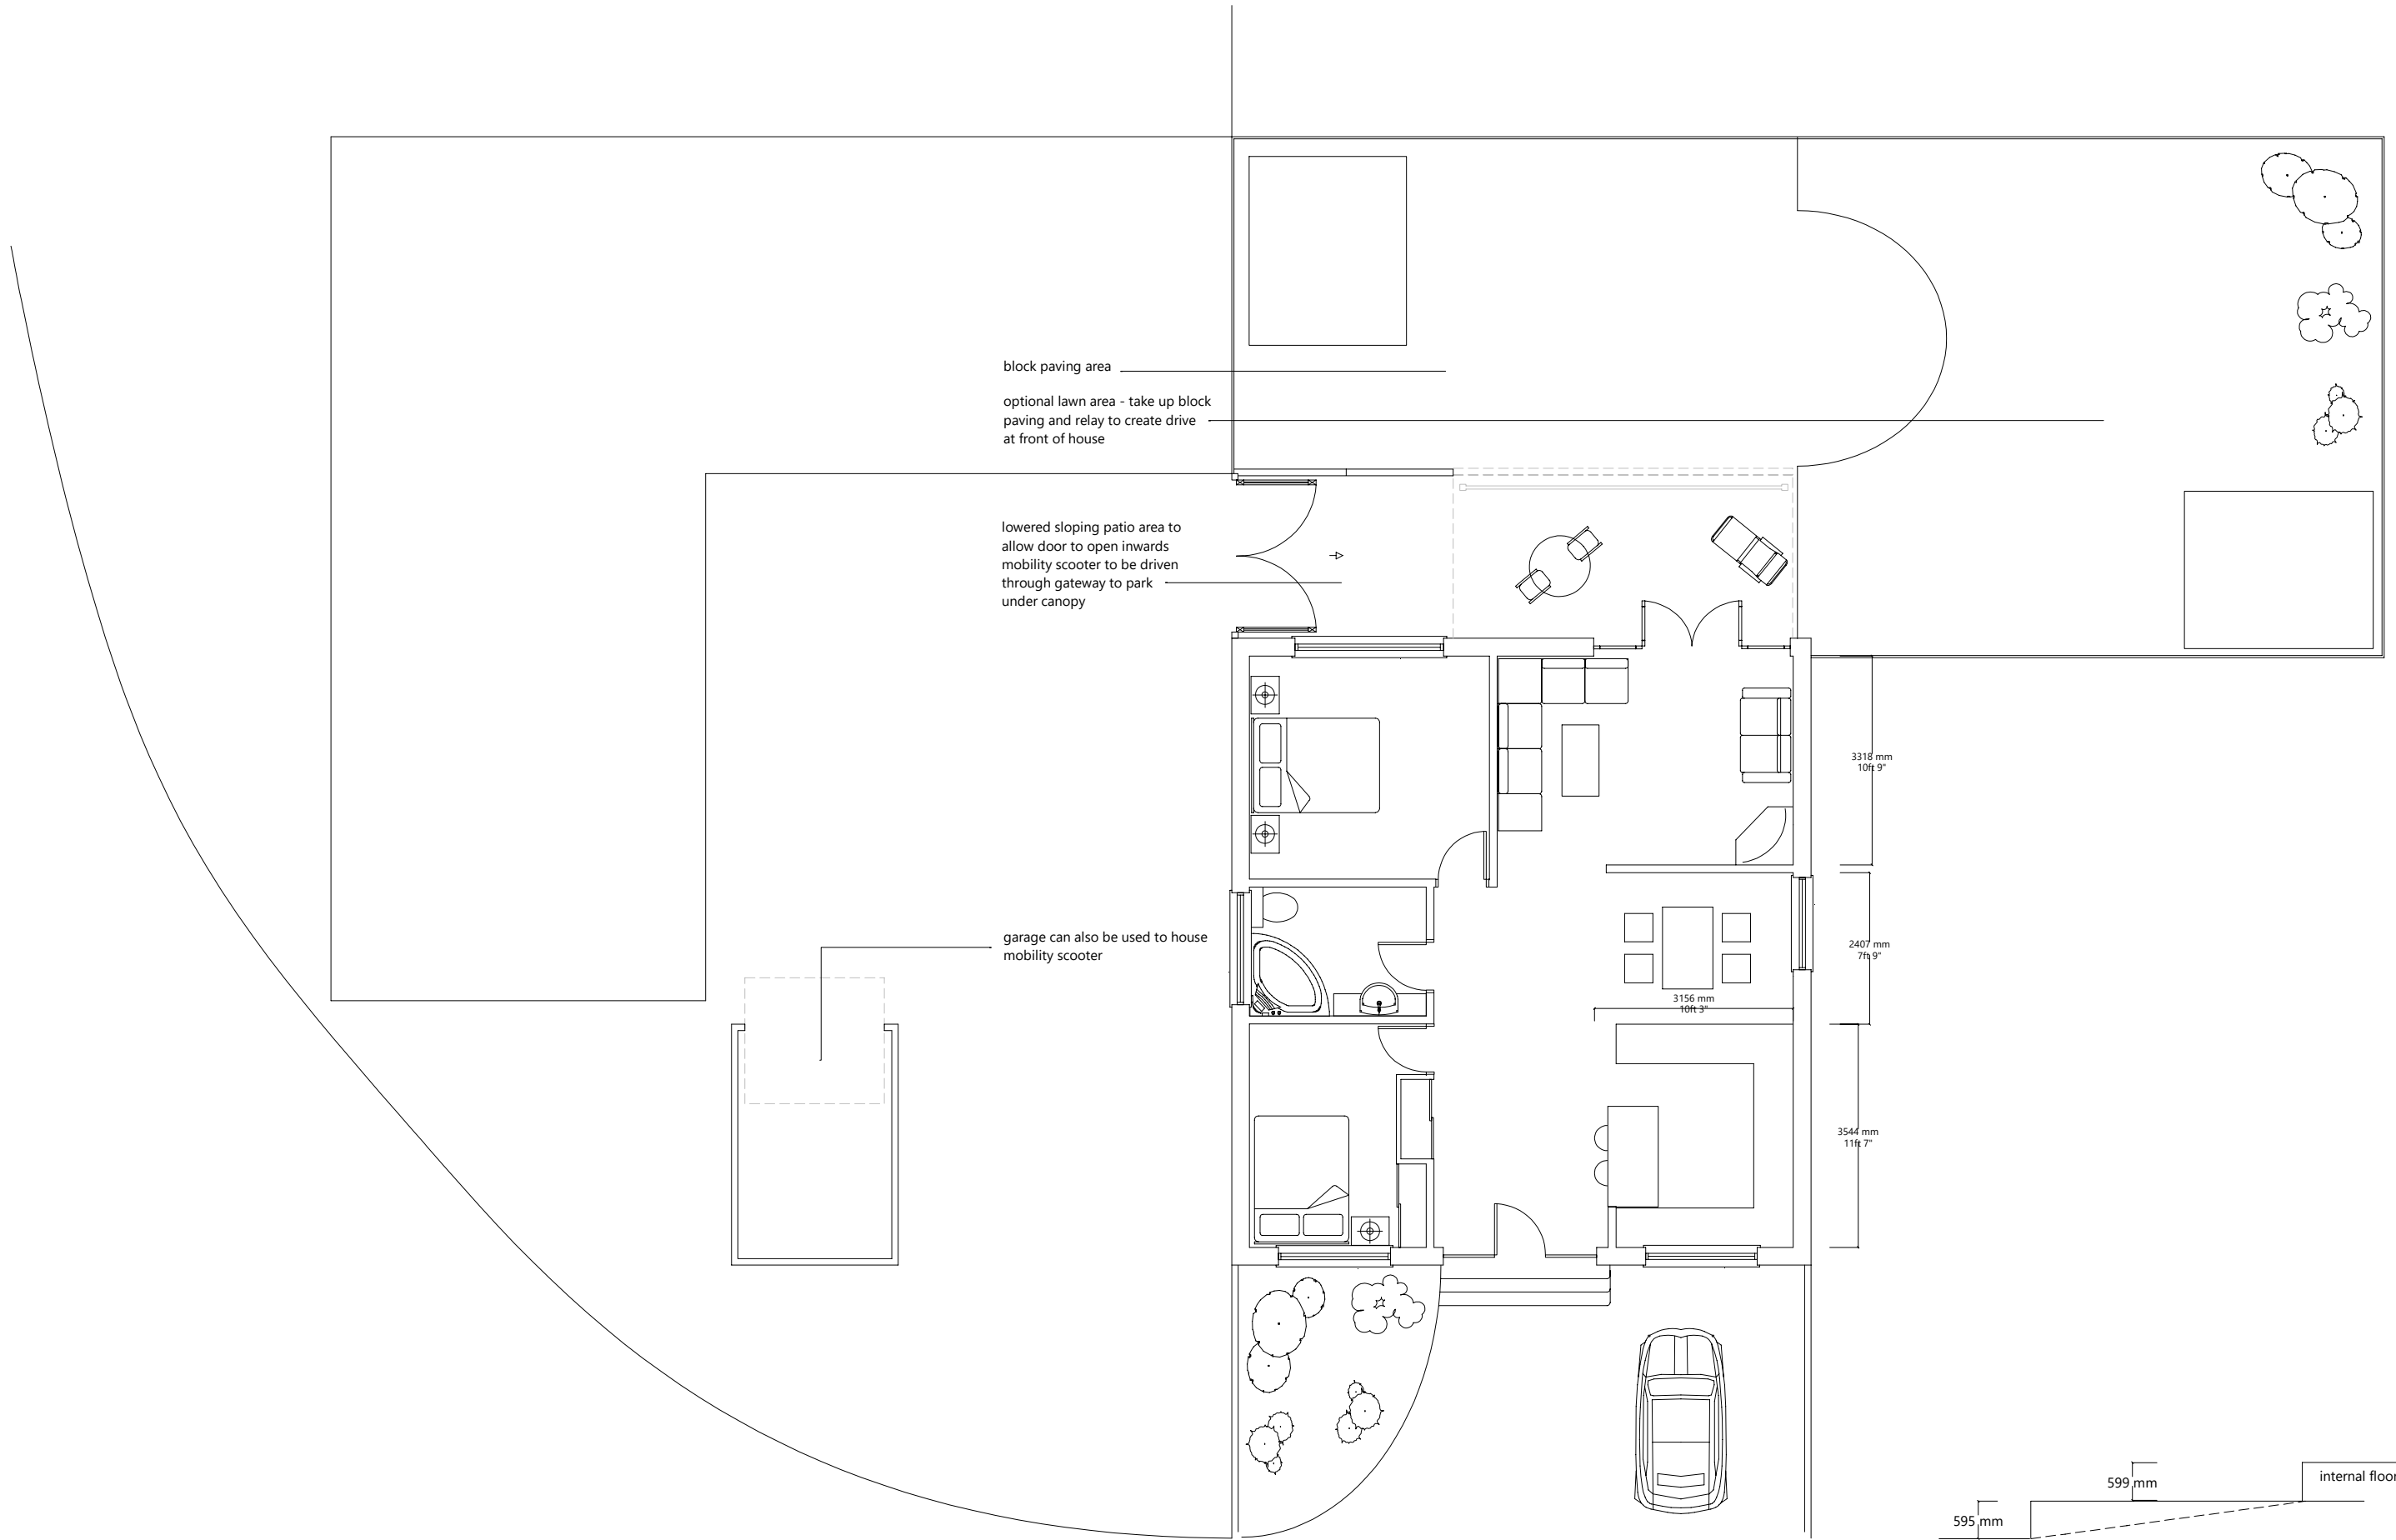 block paving area
optional lawn area - take up block
paving and relay to create drive
at front of house
lowered sloping patio area to
allow door to open inwards
mobility scooter to be driven
through gateway to park
under canopy
3318 mm
10ft 9"
garage can also be used to house
mobility scooter
2407 mm
7ft 9"
3156 mm
10ft 3"
3544 mm
11ft 7"
599 mm
internal floor
595 mm